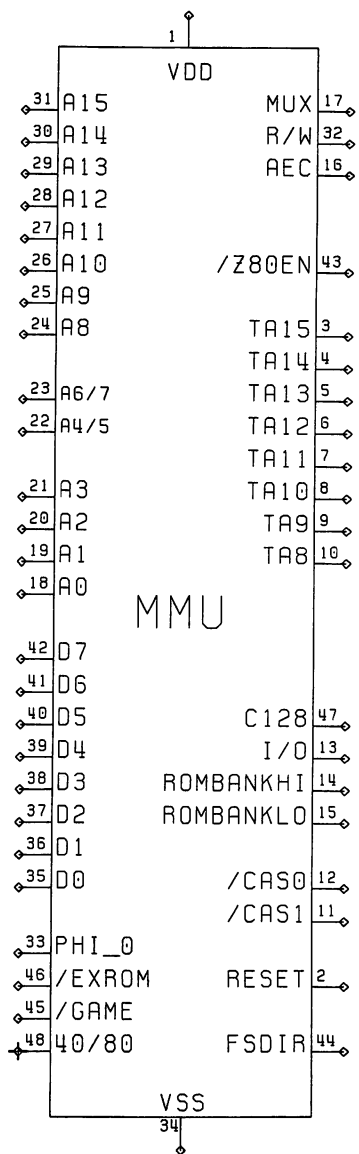 1
VDD
31 A15 MUX 17
30 A14 R/W 32
29 A13 AEC 16
28 A12
27 A11
26 A10 /Z80EN 43
25 A9
24 A8 TA15 3
TA14 4
23 A6/7 TA13 5
22 A4/5 TA12 6
TA11 7
21 A3 TA10 8
20 A2 TA9 9
19 A1 TA8 10
18 A0
MMU
42 D7
41 D6
40 D5 C128 47
39 D4 I/O 13
38 D3 ROMBANKHI 14
37 D2 ROMBANKLO 15
36 D1
35 D0 /CAS0 12
/CAS1 11
33 PHI_0
46 /EXROM RESET 2
45 /GAME
48 40/80 FSDIR 44
VSS
34